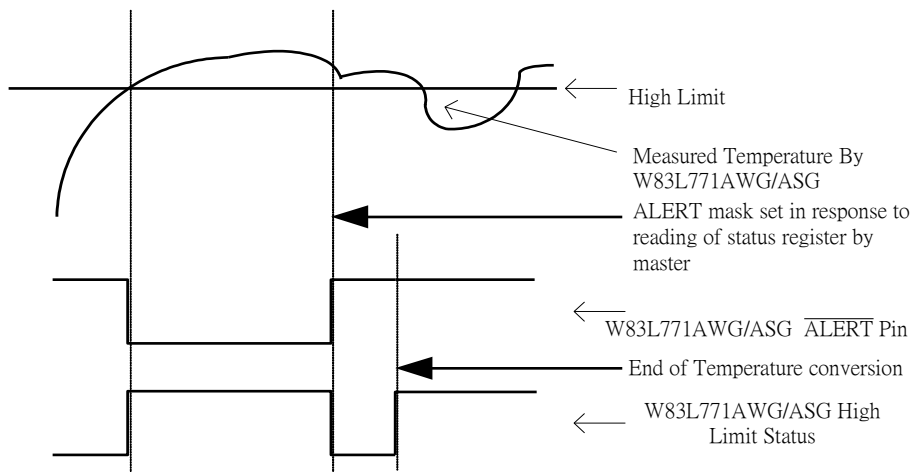 High Limit
Measured Temperature By
W83L771AWG/ASG
ALERT mask set in response to
reading of status register by
master
W83L771AWG/ASG ALERT Pin
End of Temperature conversion
W83L771AWG/ASG High
Limit Status